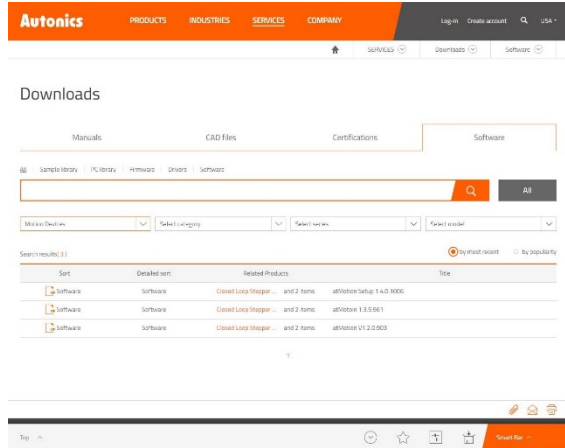 Autonics PRODUCTS INDUSTRIES SERVICES COMPANY Log-in Create account USA
SERVICES Downloads Software
Downloads
Manuals CAD files Certifications Software
All Sample library PC library Firmware Drivers Software
All
Motion Devices Select category Select series Select model
Search results( 3 ) by most recent by popularity
Sort Detailed sort Related Products Title
Software Software Closed Loop Stepper ... and 2 items atMotion Setup 1.4.0.1006
Software Software Closed Loop Stepper ... and 2 items atMotoin 1.3.9.961
Software Software Closed Loop Stepper ... and 2 items atMotion V1.2.0.903
1
Top Smart Bar